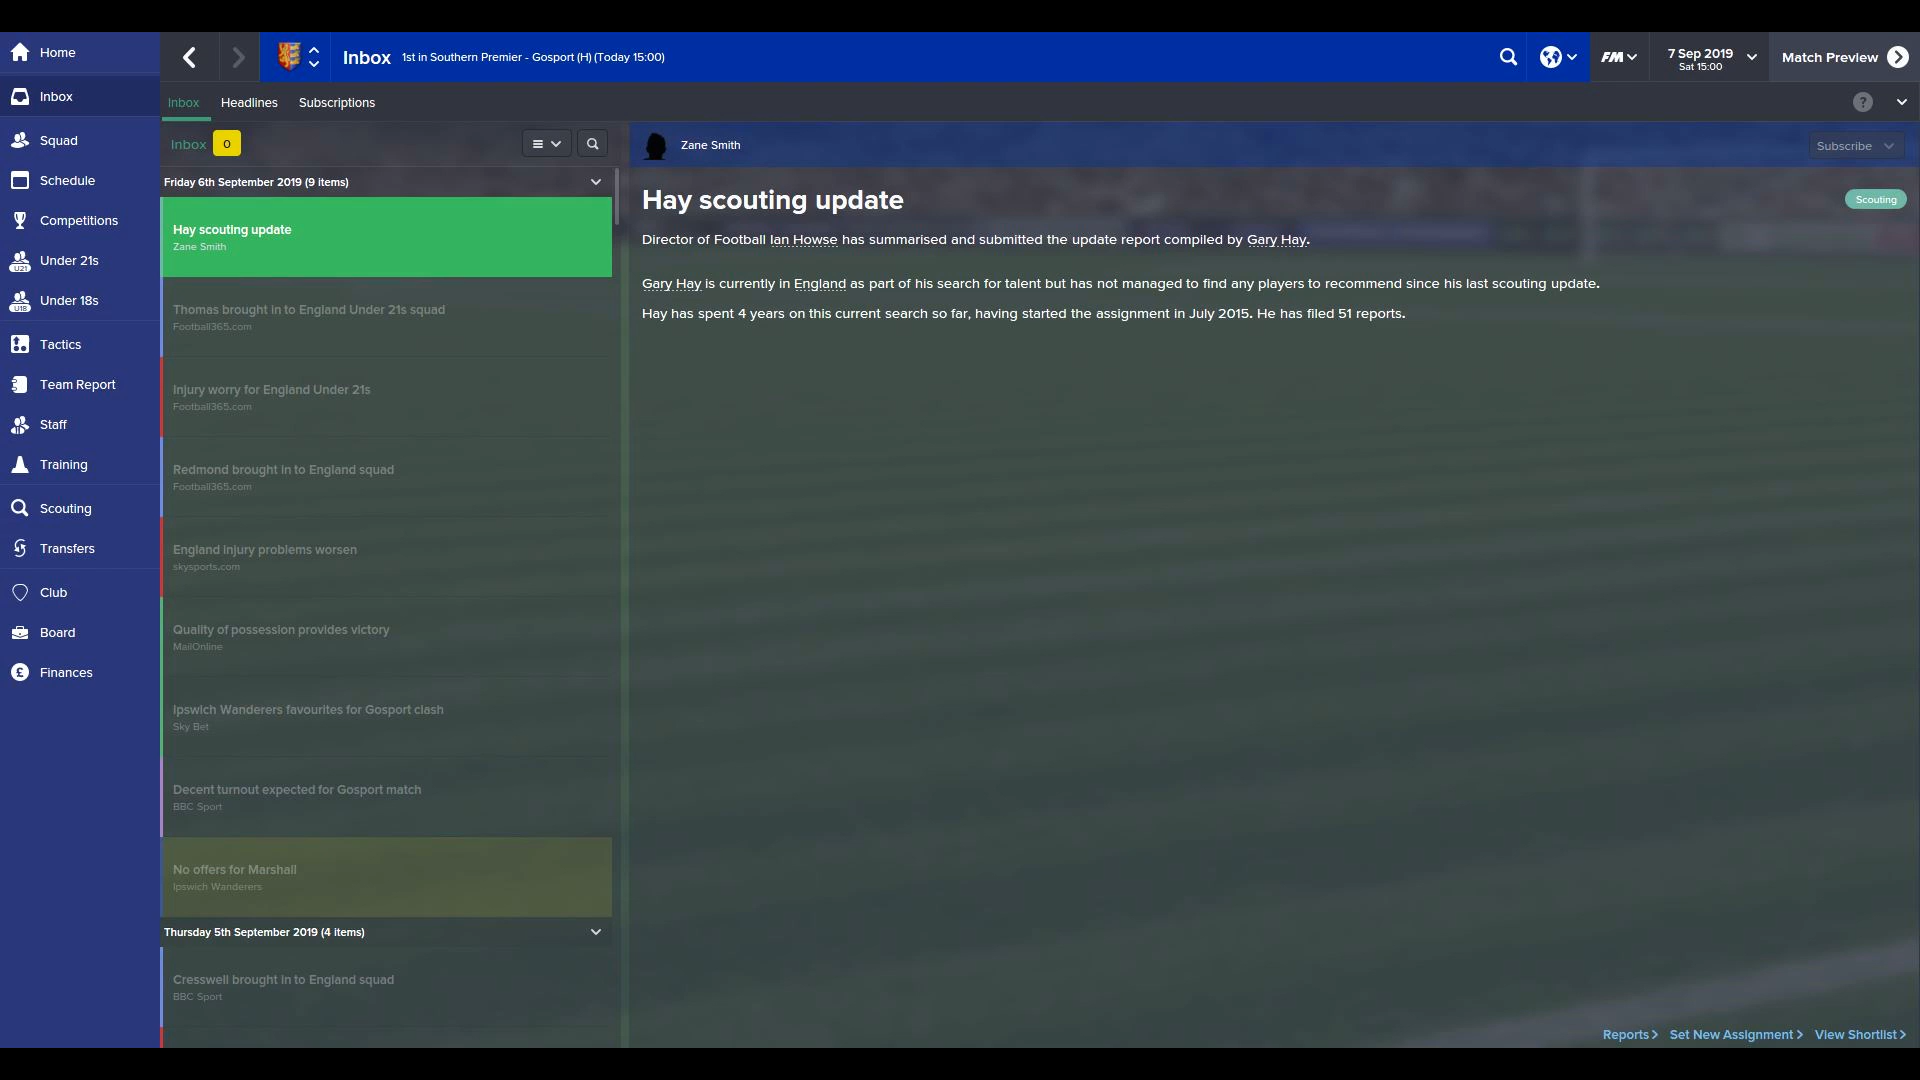 Home
Inbox
Squad
Schedule
Competitions
U21
Under 21s
U18
Under 18s
Tactics
Team Report
Staff
Training
Scouting
Transfers
Club
Board
£
Finances
Inbox 1st in Southern Premier - Gosport (H) (Today 15:00)
FM
7 Sep 2019
Sat 15:00
Match Preview
Inbox Headlines Subscriptions
?
Inbox 0
Friday 6th September 2019 (9 items)
Hay scouting update
Zane Smith
Thomas brought in to England Under 21s squad
Football365.com
Injury worry for England Under 21s
Football365.com
Redmond brought in to England squad
Football365.com
England injury problems worsen
skysports.com
Quality of possession provides victory
MailOnline
Ipswich Wanderers favourites for Gosport clash
Sky Bet
Decent turnout expected for Gosport match
BBC Sport
No offers for Marshall
Ipswich Wanderers
Thursday 5th September 2019 (4 items)
Cresswell brought in to England squad
BBC Sport
Zane Smith
Subscribe
Hay scouting update
Scouting
Director of Football Ian Howse has summarised and submitted the update report compiled by Gary Hay.
Gary Hay is currently in England as part of his search for talent but has not managed to find any players to recommend since his last scouting update.
Hay has spent 4 years on this current search so far, having started the assignment in July 2015. He has filed 51 reports.
Reports Set New Assignment View Shortlist